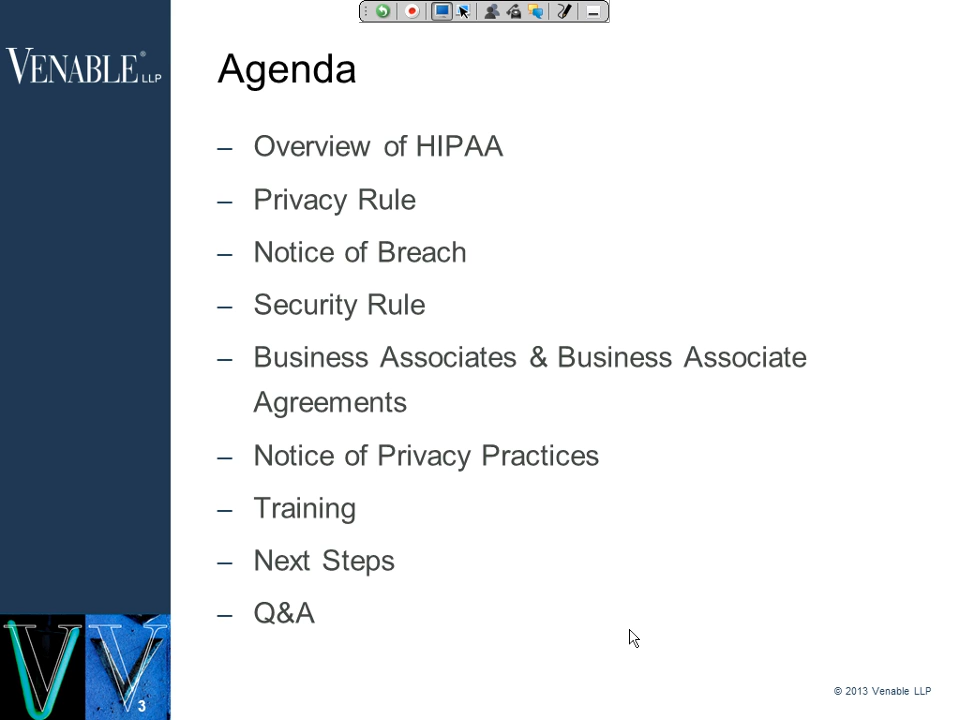 VENABLE® LLP
Agenda
– Overview of HIPAA
– Privacy Rule
– Notice of Breach
– Security Rule
– Business Associates & Business Associate
Agreements
– Notice of Privacy Practices
– Training
– Next Steps
– Q&A
3
© 2013 Venable LLP